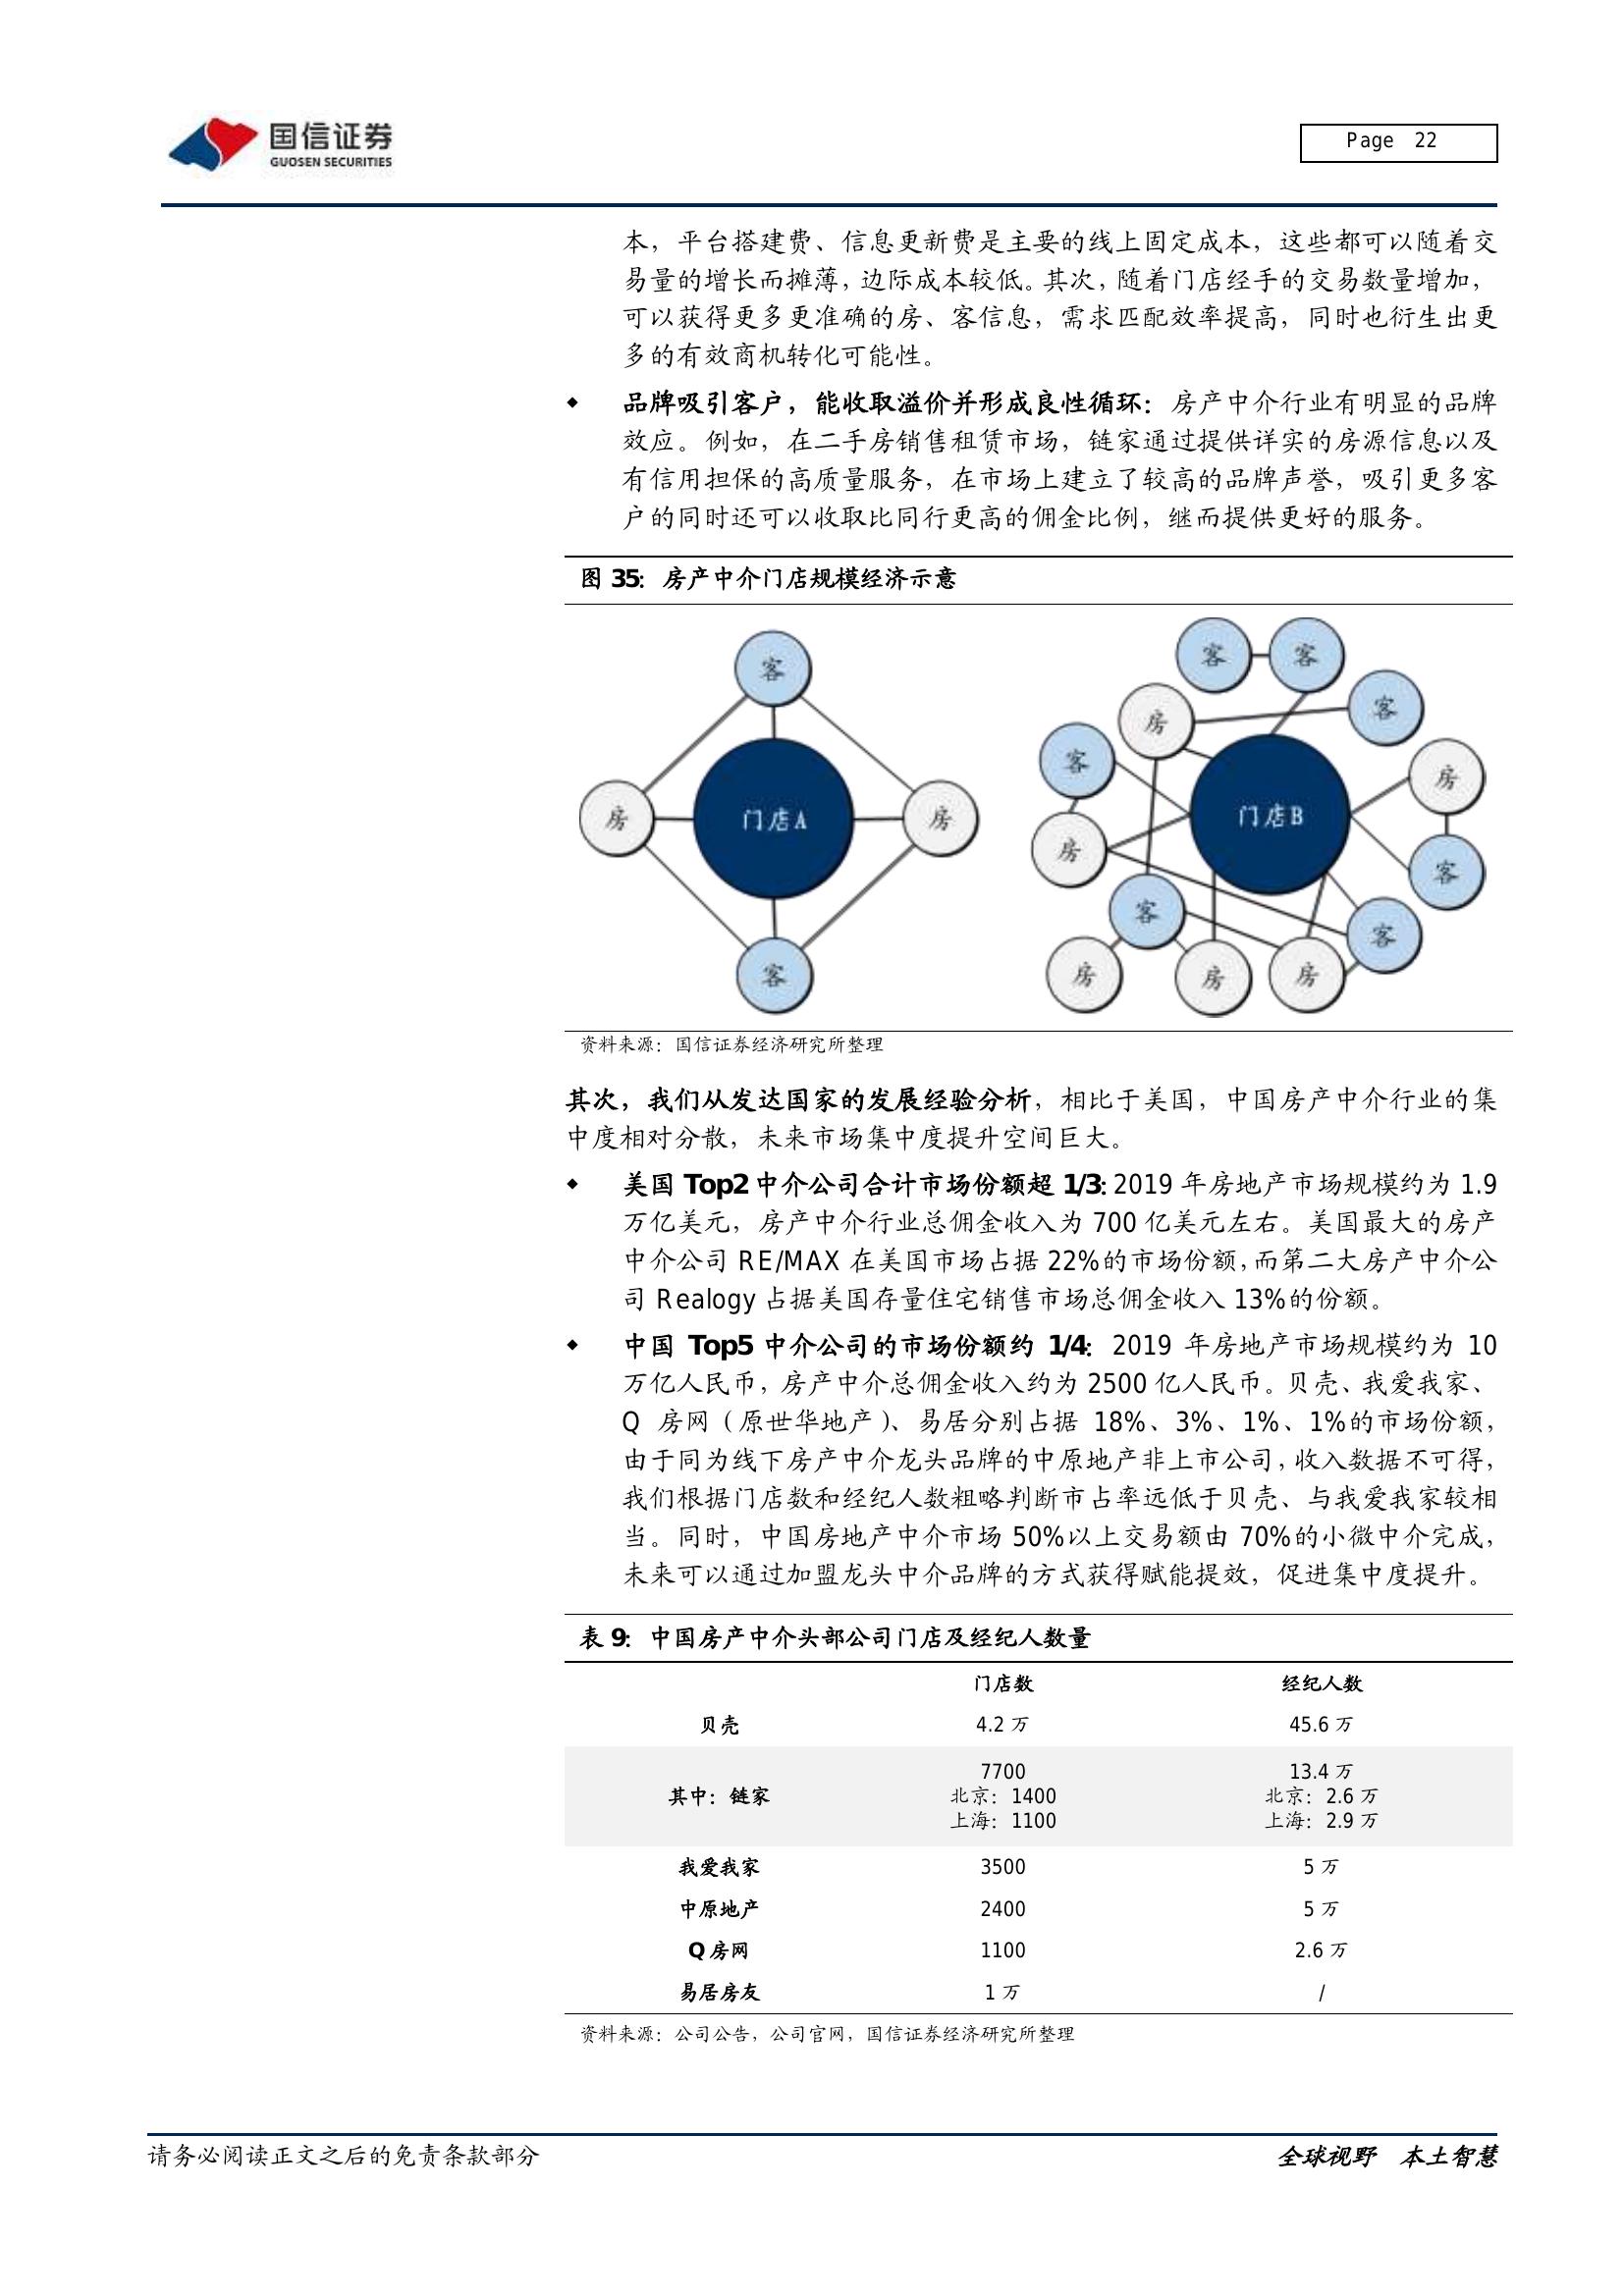 国信证券
GUOSEN SECURITIES
Page 22
本，平台搭建费、信息更新费是主要的线上固定成本，这些都可以随着交
易量的增长而摊薄，边际成本较低。其次，随着门店经手的交易数量增加，
可以获得更多更准确的房、客信息，需求匹配效率提高，同时也衍生出更
多的有效商机转化可能性。
◆ 品牌吸引客户，能收取溢价并形成良性循环：房产中介行业有明显的品牌
效应。例如，在二手房销售租赁市场，链家通过提供详实的房源信息以及
有信用担保的高质量服务，在市场上建立了较高的品牌声誉，吸引更多客
户的同时还可以收取比同行更高的佣金比例，继而提供更好的服务。
图 35：房产中介门店规模经济示意
客
房
门店A
房
客
客
客
客
房
客
房
门店B
房
客
客
客
房
房
房
资料来源：国信证券经济研究所整理
其次，我们从发达国家的发展经验分析，相比于美国，中国房产中介行业的集
中度相对分散，未来市场集中度提升空间巨大。
◆ 美国 Top2 中介公司合计市场份额超 1/3：2019 年房地产市场规模约为 1.9
万亿美元，房产中介行业总佣金收入为 700 亿美元左右。美国最大的房产
中介公司 RE/MAX 在美国市场占据 22%的市场份额，而第二大房产中介公
司 Realogy 占据美国存量住宅销售市场总佣金收入 13%的份额。
◆ 中国 Top5 中介公司的市场份额约 1/4：2019 年房地产市场规模约为 10
万亿人民币，房产中介总佣金收入约为 2500 亿人民币。贝壳、我爱我家、
Q 房网（原世华地产）、易居分别占据 18%、3%、1%、1%的市场份额，
由于同为线下房产中介龙头品牌的中原地产非上市公司，收入数据不可得，
我们根据门店数和经纪人数粗略判断市占率远低于贝壳、与我爱我家较相
当。同时，中国房地产中介市场 50%以上交易额由 70%的小微中介完成，
未来可以通过加盟龙头中介品牌的方式获得赋能提效，促进集中度提升。
表 9：中国房产中介头部公司门店及经纪人数量
门店数 经纪人数
贝壳 4.2 万 45.6 万
7700 13.4 万
其中：链家 北京：1400 北京：2.6 万
上海：1100 上海：2.9 万
我爱我家 3500 5 万
中原地产 2400 5 万
Q 房网 1100 2.6 万
易居房友 1 万 /
资料来源：公司公告，公司官网，国信证券经济研究所整理
请务必阅读正文之后的免责条款部分
全球视野 本土智慧